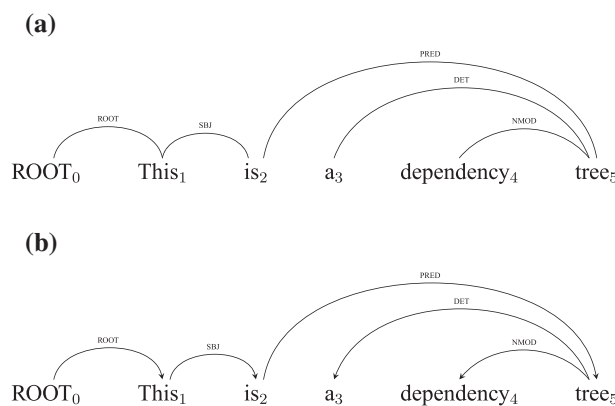 (a)
PRED
DET
ROOT SBJ NMOD
ROOT₀ This₁ is₂ a₃ dependency₄ tree₅
(b)
PRED
DET
ROOT SBJ NMOD
ROOT₀ This₁ is₂ a₃ dependency₄ tree₅